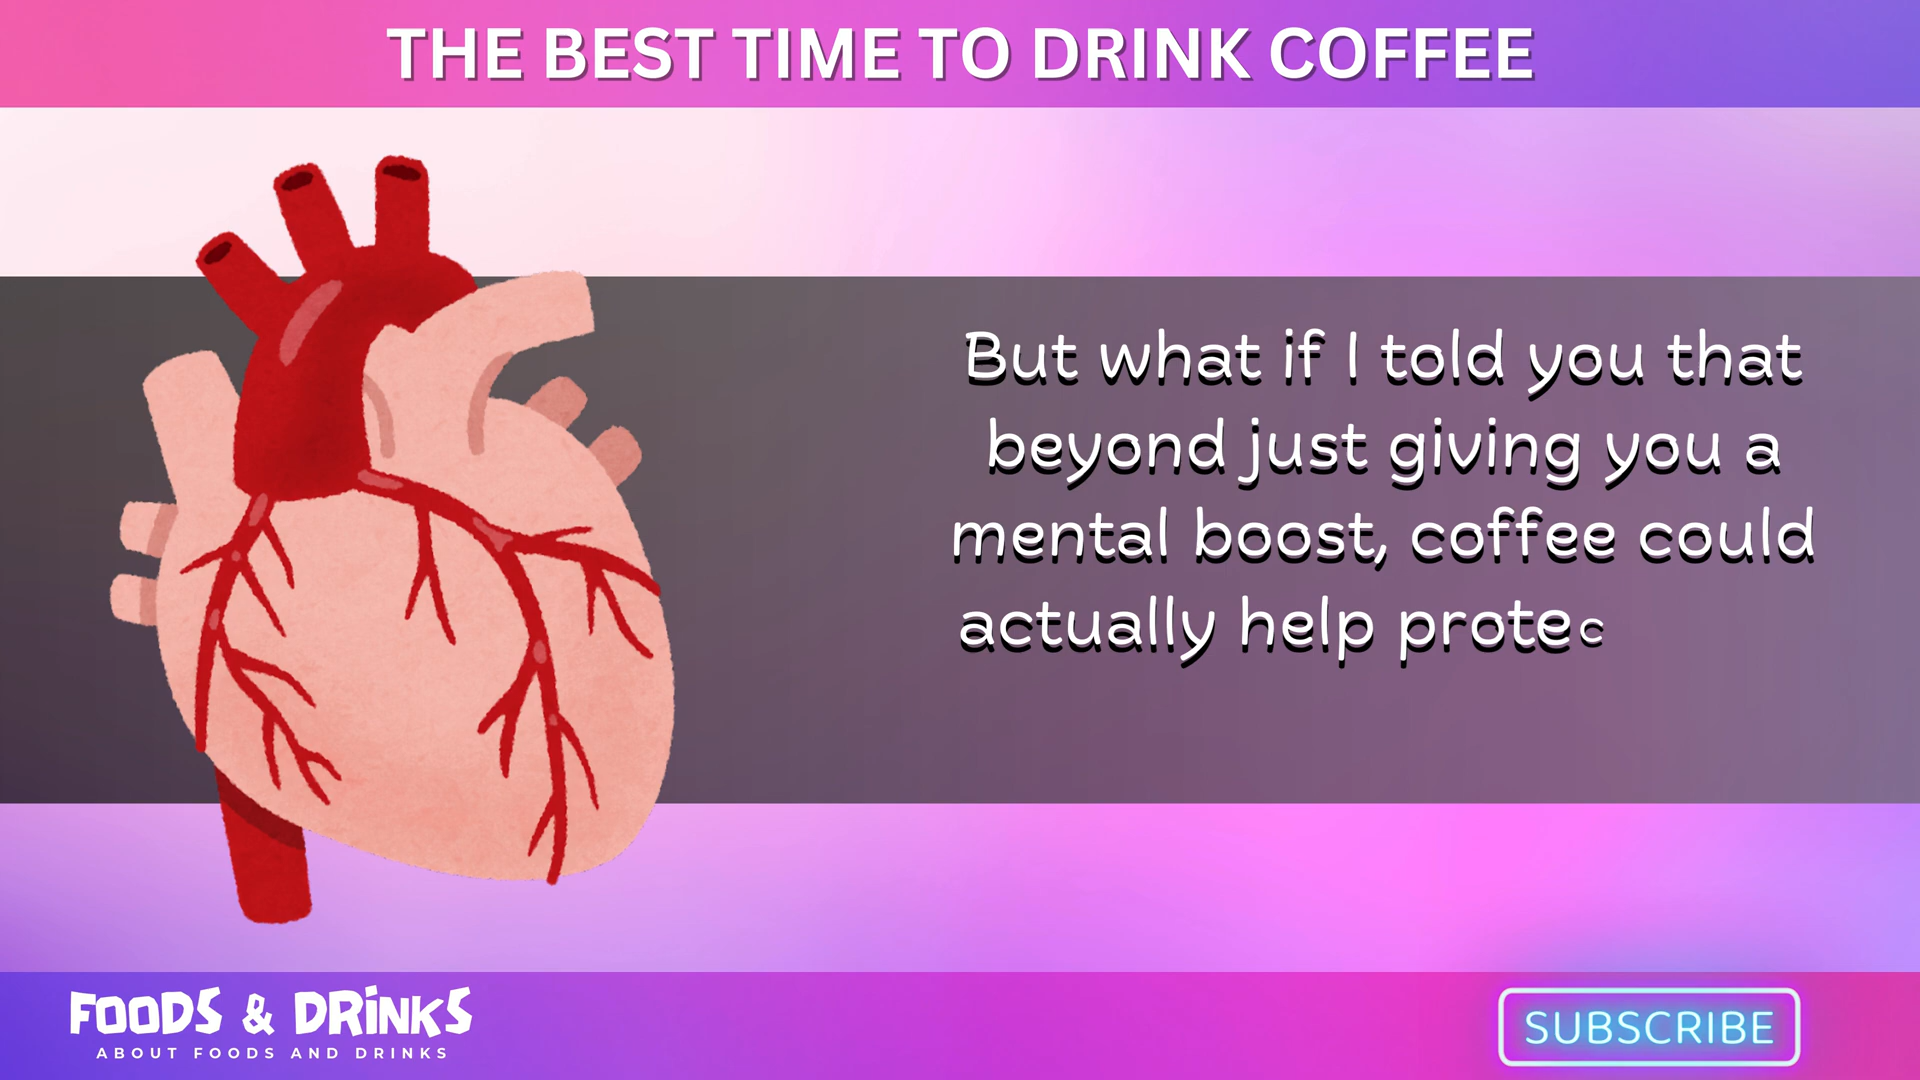 THE BEST TIME TO DRINK COFFEE
But what if I told you that
beyond just giving you a
mental boost, coffee could
actually help protec
FOODS & DRiNKS
ABOUT FOODS AND DRINKS
SUBSCRIBE